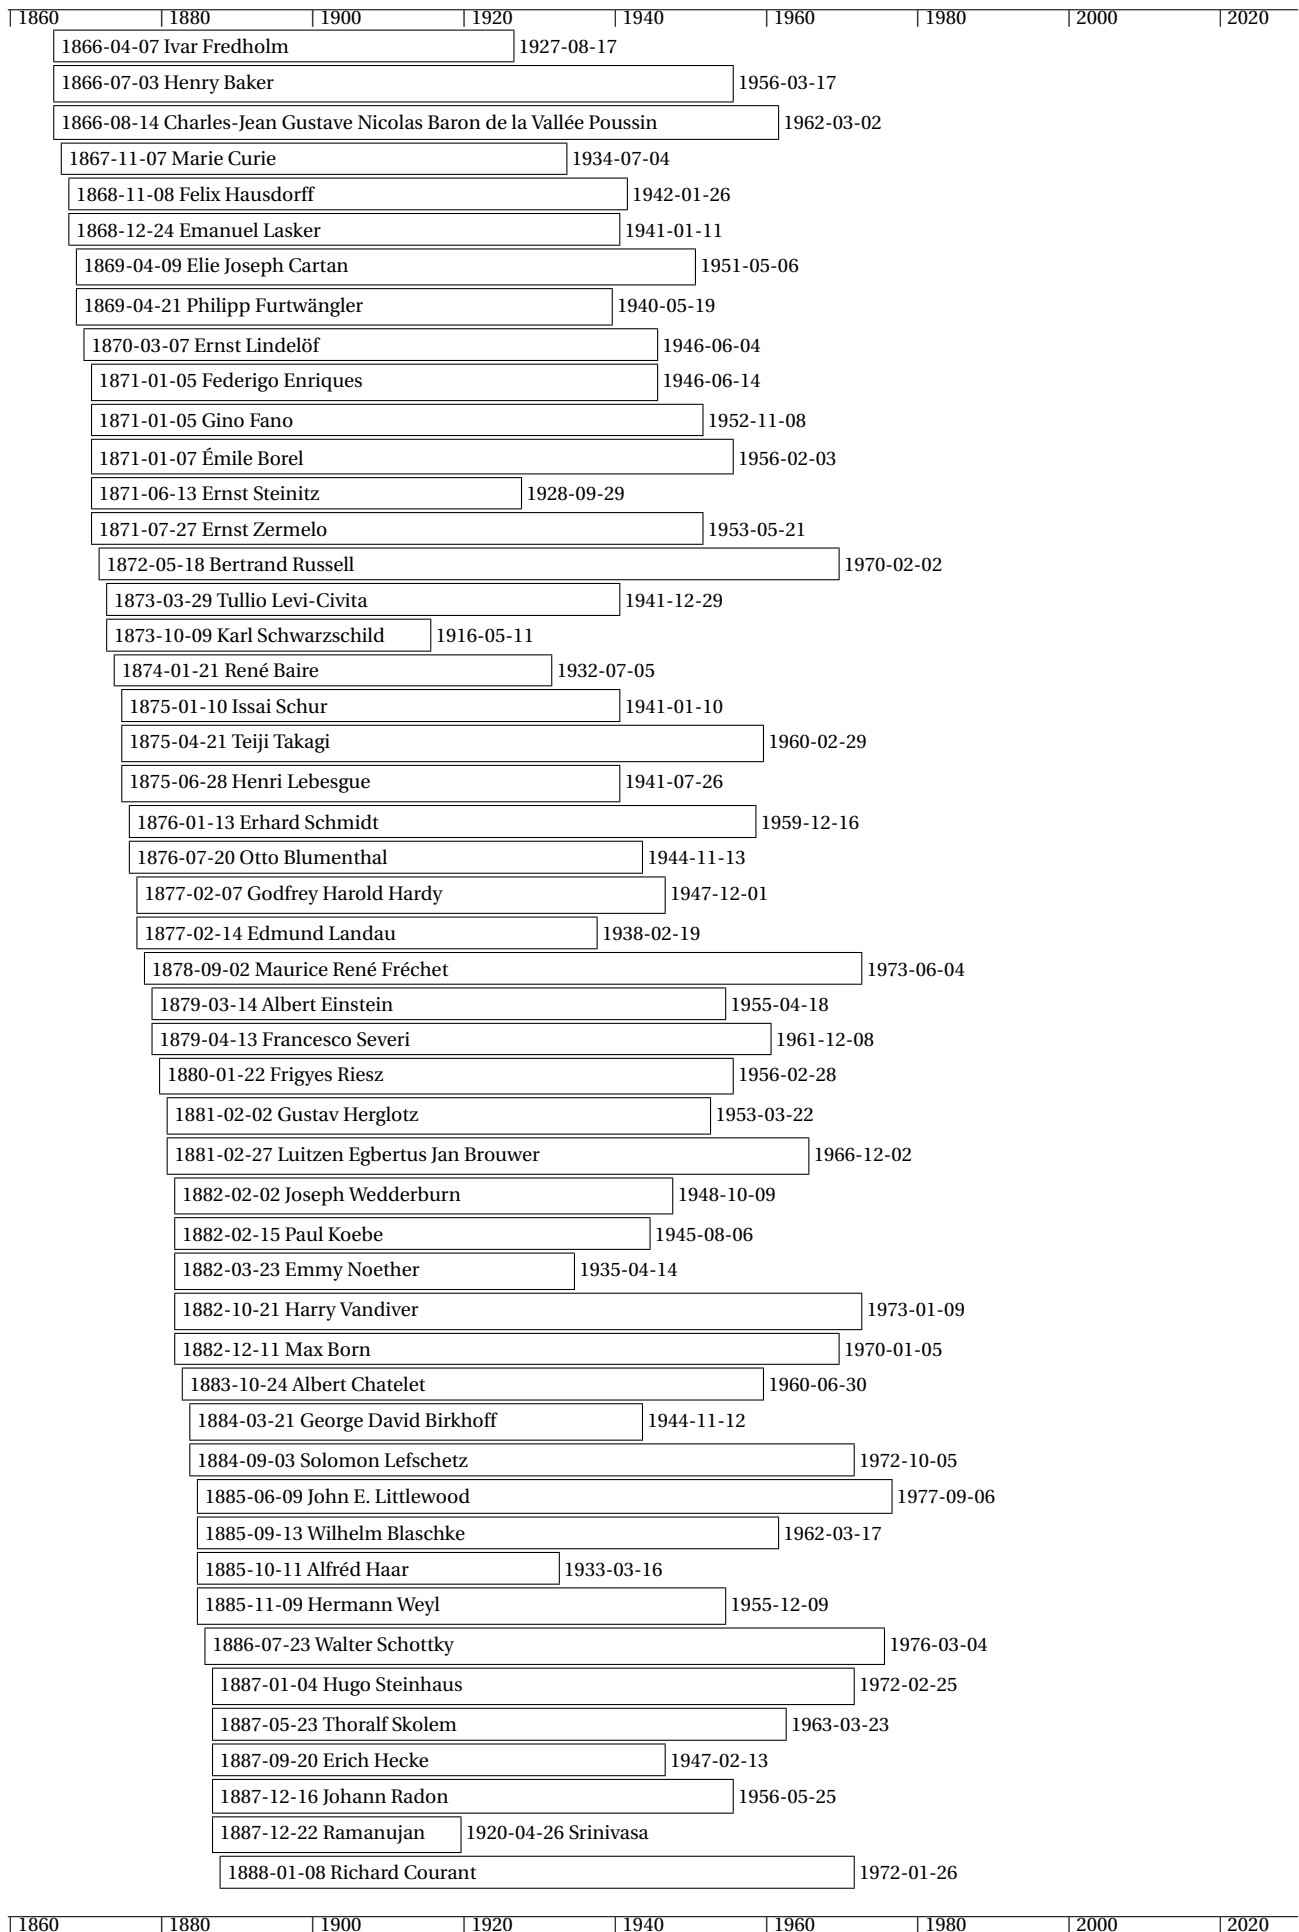 1860 1880 1900 1920 1940 1960 1980 2000 2020
1866-04-07 Ivar Fredholm 1927-08-17
1866-07-03 Henry Baker 1956-03-17
1866-08-14 Charles-Jean Gustave Nicolas Baron de la Vallée Poussin 1962-03-02
1867-11-07 Marie Curie 1934-07-04
1868-11-08 Felix Hausdorff 1942-01-26
1868-12-24 Emanuel Lasker 1941-01-11
1869-04-09 Elie Joseph Cartan 1951-05-06
1869-04-21 Philipp Furtwängler 1940-05-19
1870-03-07 Ernst Lindelöf 1946-06-04
1871-01-05 Federigo Enriques 1946-06-14
1871-01-05 Gino Fano 1952-11-08
1871-01-07 Émile Borel 1956-02-03
1871-06-13 Ernst Steinitz 1928-09-29
1871-07-27 Ernst Zermelo 1953-05-21
1872-05-18 Bertrand Russell 1970-02-02
1873-03-29 Tullio Levi-Civita 1941-12-29
1873-10-09 Karl Schwarzschild 1916-05-11
1874-01-21 René Baire 1932-07-05
1875-01-10 Issai Schur 1941-01-10
1875-04-21 Teiji Takagi 1960-02-29
1875-06-28 Henri Lebesgue 1941-07-26
1876-01-13 Erhard Schmidt 1959-12-16
1876-07-20 Otto Blumenthal 1944-11-13
1877-02-07 Godfrey Harold Hardy 1947-12-01
1877-02-14 Edmund Landau 1938-02-19
1878-09-02 Maurice René Fréchet 1973-06-04
1879-03-14 Albert Einstein 1955-04-18
1879-04-13 Francesco Severi 1961-12-08
1880-01-22 Frigyes Riesz 1956-02-28
1881-02-02 Gustav Herglotz 1953-03-22
1881-02-27 Luitzen Egbertus Jan Brouwer 1966-12-02
1882-02-02 Joseph Wedderburn 1948-10-09
1882-02-15 Paul Koebe 1945-08-06
1882-03-23 Emmy Noether 1935-04-14
1882-10-21 Harry Vandiver 1973-01-09
1882-12-11 Max Born 1970-01-05
1883-10-24 Albert Chatelet 1960-06-30
1884-03-21 George David Birkhoff 1944-11-12
1884-09-03 Solomon Lefschetz 1972-10-05
1885-06-09 John E. Littlewood 1977-09-06
1885-09-13 Wilhelm Blaschke 1962-03-17
1885-10-11 Alfréd Haar 1933-03-16
1885-11-09 Hermann Weyl 1955-12-09
1886-07-23 Walter Schottky 1976-03-04
1887-01-04 Hugo Steinhaus 1972-02-25
1887-05-23 Thoralf Skolem 1963-03-23
1887-09-20 Erich Hecke 1947-02-13
1887-12-16 Johann Radon 1956-05-25
1887-12-22 Ramanujan 1920-04-26 Srinivasa
1888-01-08 Richard Courant 1972-01-26
1860 1880 1900 1920 1940 1960 1980 2000 2020